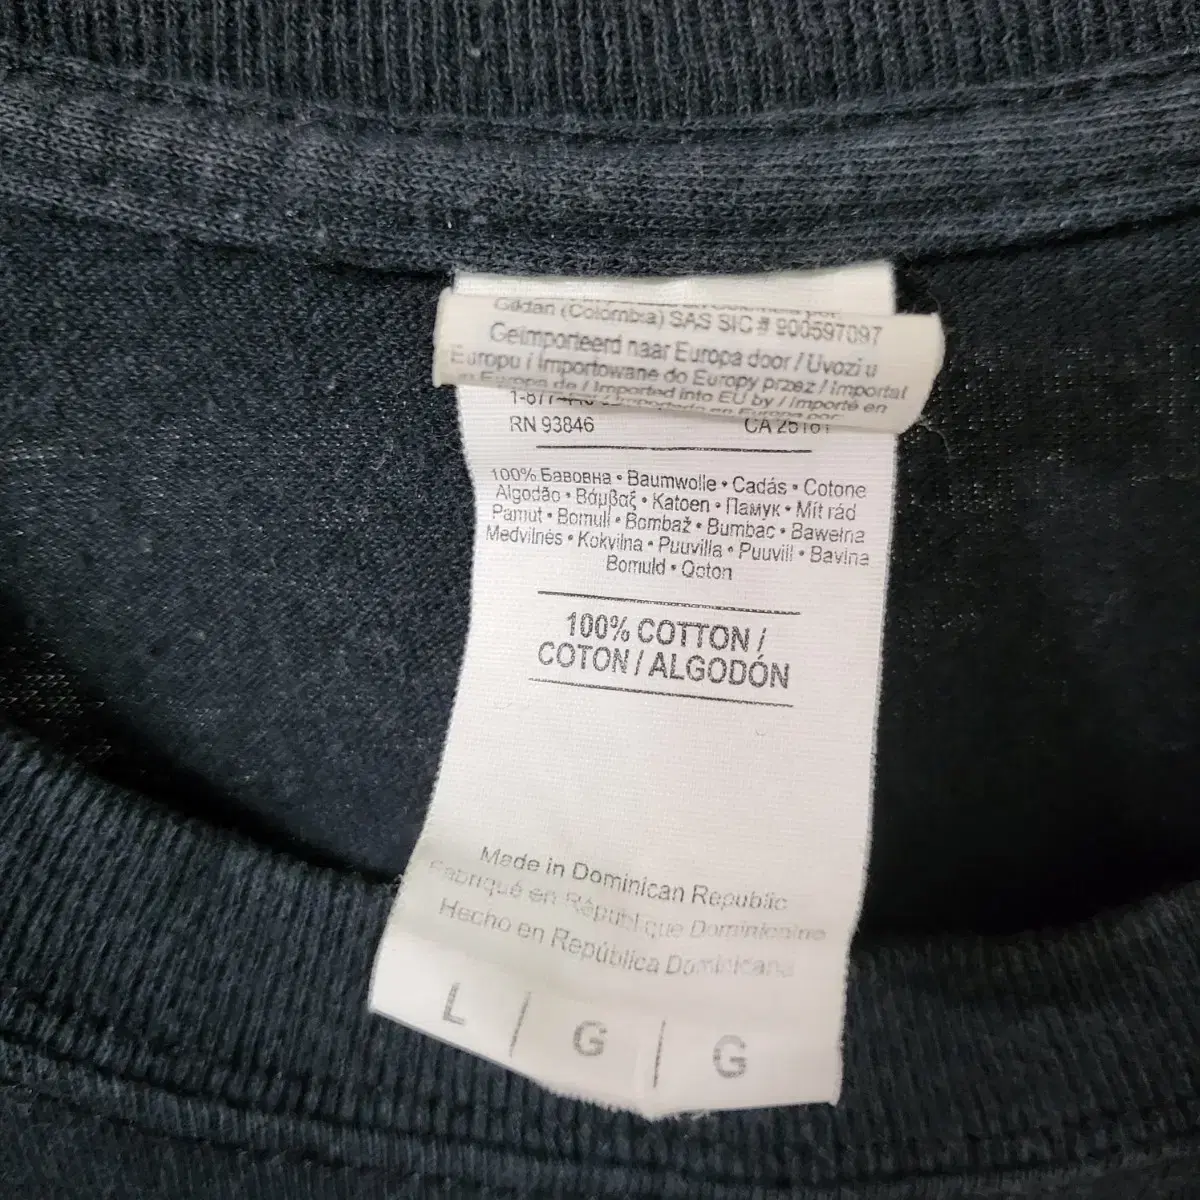 Gildan (Colombia) SAS SIC # 900597097
Geïmporteerd naar Europa door / Uvozi u
Europu / Importowane do Europy przez / Importat
în Europa de / Imported into EU by / Importé en
RN 93846 CA 26161
100% Бавовна • Baumwolle • Cadás • Cotone
Algodão • Βάμβαξ • Katoen • Памук • Mít rád
Pamut • Bomull • Bombaž • Bumbac • Bawełna
Medvilnės • Kokvilna • Puuvilla • Puuvill • Bavlna
Bomuld • Qoton
100% COTTON /
COTON / ALGODÓN
Made in Dominican Republic
Fabriqué en République Dominicaine
Hecho en República Dominicana
L / G / G